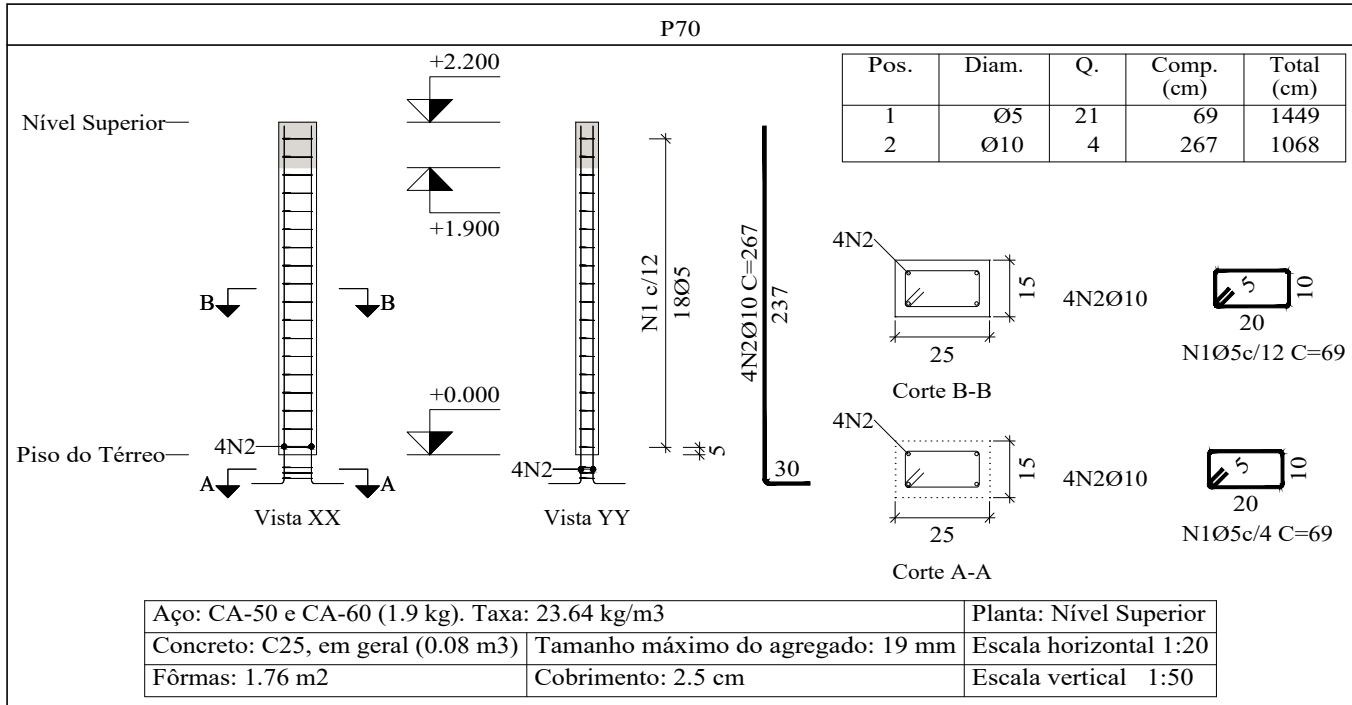 P70
Pos. Diam. Q. Comp. (cm) Total (cm)
1 Ø5 21 69 1449
2 Ø10 4 267 1068
+2.200
Nível Superior
+1.900
B B
+0.000
4N2
Piso do Térreo
A A
Vista XX
N1 c/12
18Ø5
5
4N2
Vista YY
4N2Ø10 C=267
237
30
4N2
15
25
4N2Ø10
Corte B-B
5
10
20
N1Ø5c/12 C=69
4N2
15
25
4N2Ø10
Corte A-A
5
10
20
N1Ø5c/4 C=69
Aço: CA-50 e CA-60 (1.9 kg). Taxa: 23.64 kg/m3 Planta: Nível Superior
Concreto: C25, em geral (0.08 m3) Tamanho máximo do agregado: 19 mm Escala horizontal 1:20
Fôrmas: 1.76 m2 Cobrimento: 2.5 cm Escala vertical 1:50